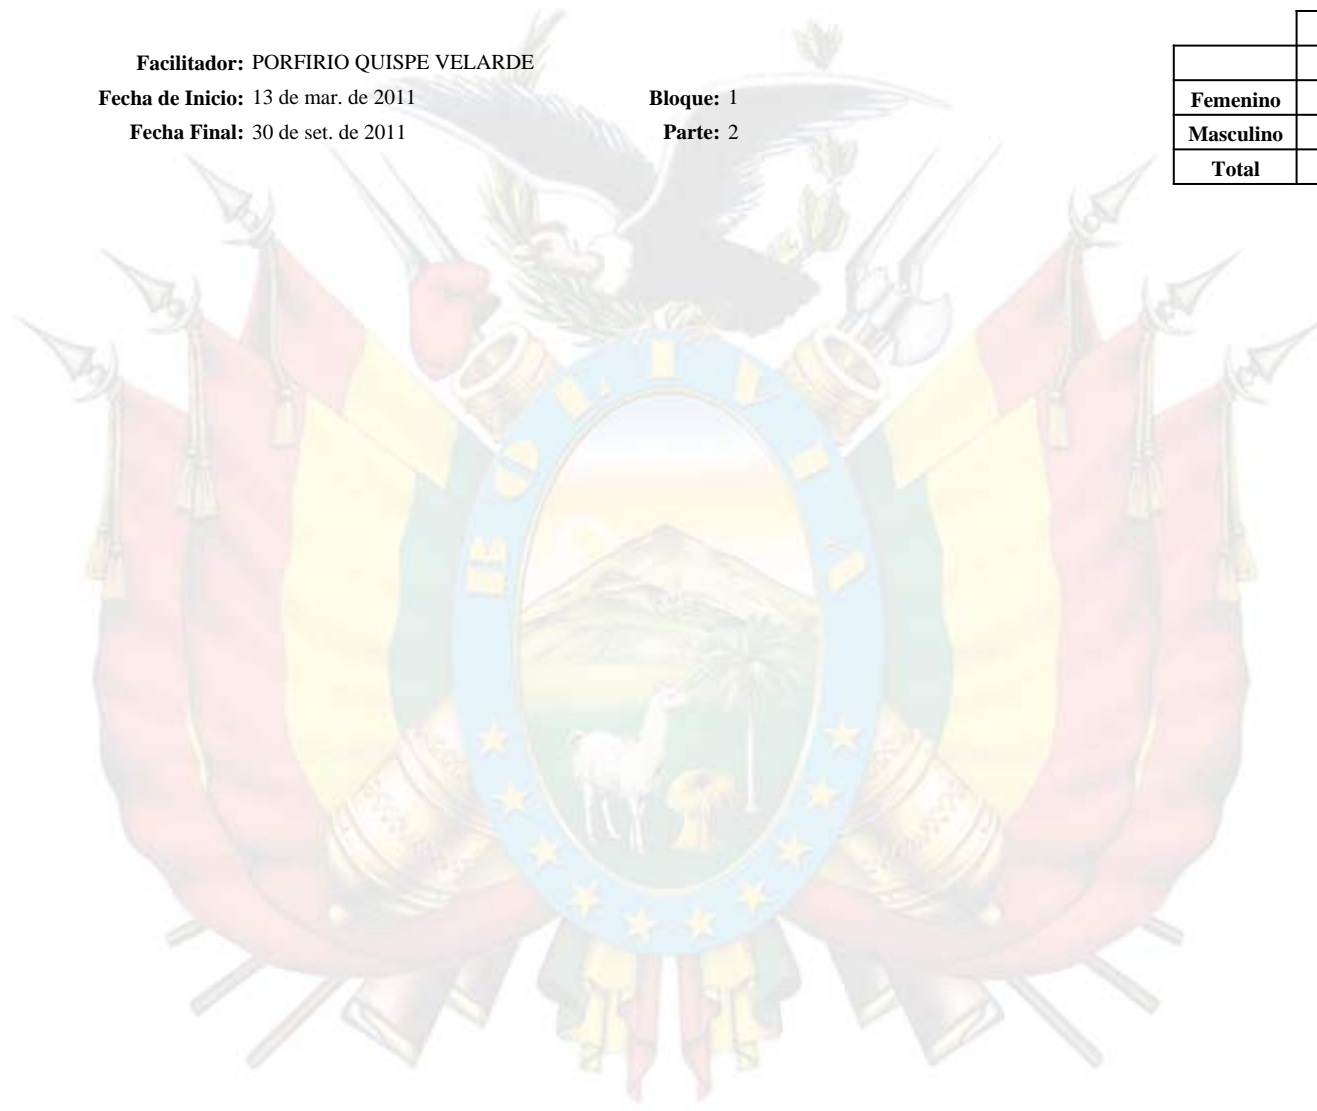 Facilitador: PORFIRIO QUISPE VELARDE
Fecha de Inicio: 13 de mar. de 2011 Bloque: 1
Fecha Final: 30 de set. de 2011 Parte: 2
Femenino
Masculino
Total
BOLIVIA